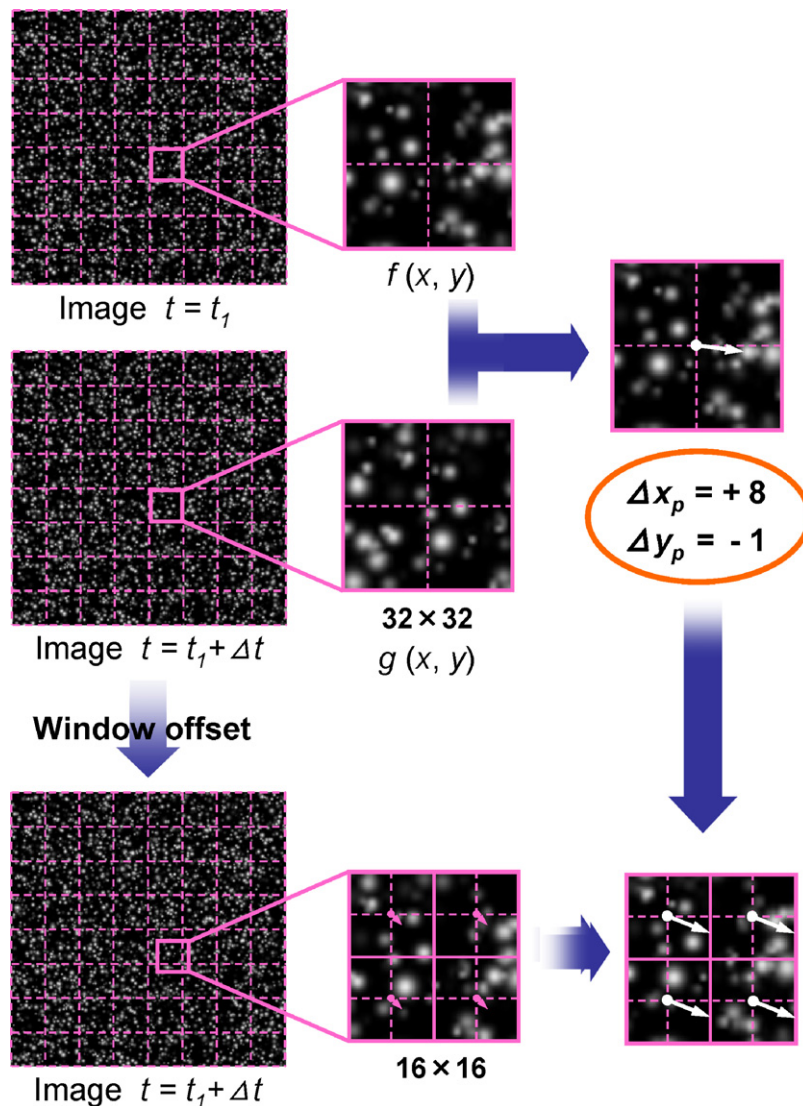 f (x, y)
Image t = t₁
Δxₚ = + 8
Δyₚ = - 1
32 × 32
Image t = t₁ + Δt
g (x, y)
Window offset
16 × 16
Image t = t₁ + Δt